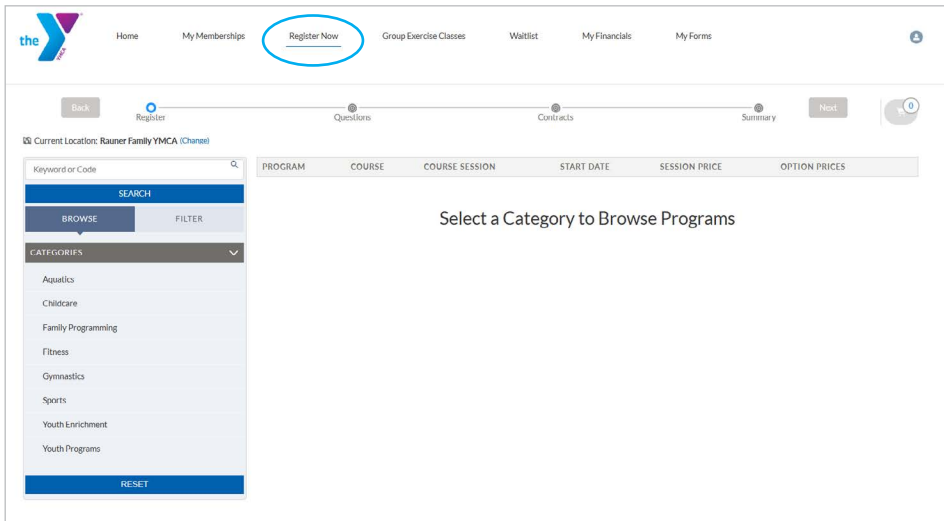 the YMCA
Home My Memberships Register Now Group Exercise Classes Waitlist My Financials My Forms
Back Register Questions Contracts Summary Next 0
Current Location: Rauner Family YMCA (Change)
Keyword or Code
SEARCH
BROWSE FILTER
CATEGORIES
Aquatics
Childcare
Family Programming
Fitness
Gymnastics
Sports
Youth Enrichment
Youth Programs
RESET
PROGRAM COURSE COURSE SESSION START DATE SESSION PRICE OPTION PRICES
Select a Category to Browse Programs